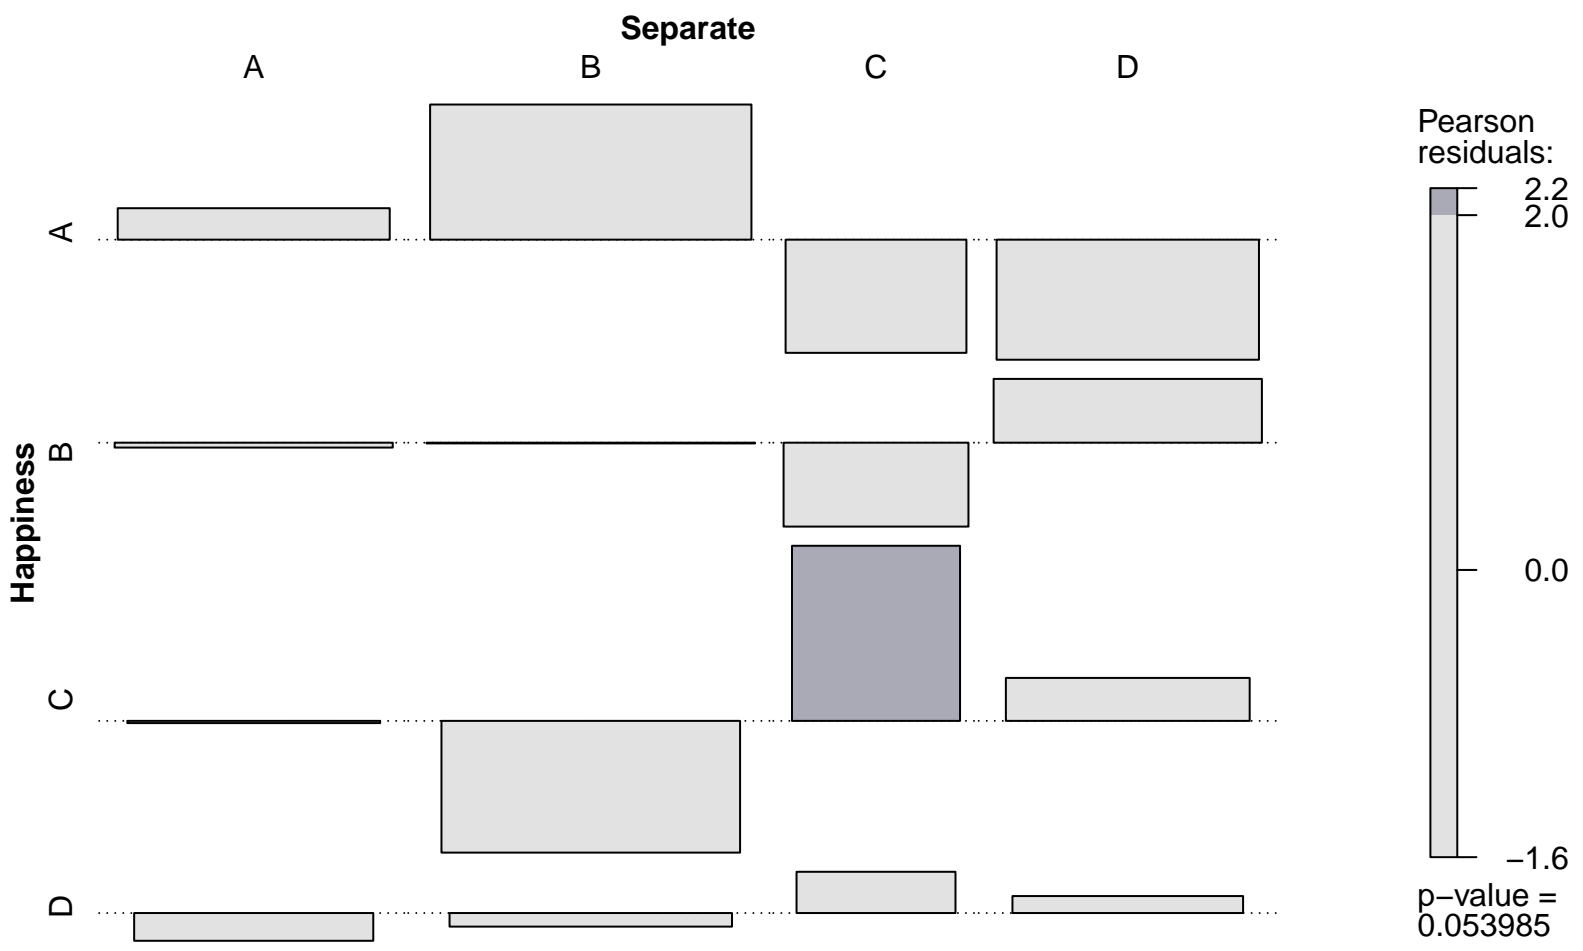 Separate
A B C D
Happiness
A
B
C
D
Pearson
residuals:
2.2
2.0
0.0
−1.6
p−value =
0.053985